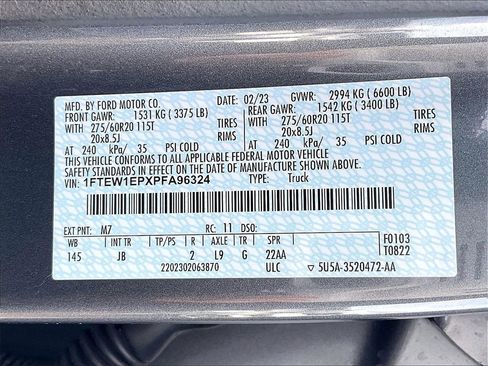 MFD. BY FORD MOTOR CO. DATE: 02/23 GVWR: 2994 KG ( 6600 LB)
FRONT GAWR: 1531 KG ( 3375 LB) REAR GAWR: 1542 KG ( 3400 LB)
WITH 275/60R20 115T TIRES WITH 275/60R20 115T TIRES
20x8.5J RIMS 20x8.5J RIMS
AT 240 kPa/ 35 PSI COLD AT 240 kPa/ 35 PSI COLD
THIS VEHICLE CONFORMS TO ALL APPLICABLE FEDERAL MOTOR VEHICLE
SAFETY STANDARDS IN EFFECT ON THE DATE OF MANUFACTURE SHOWN ABOVE.
VIN: 1FTEW1EPXPFA96324 TYPE: Truck
EXT PNT: M7 RC: 11 DSO:
WB INT TR TP/PS R AXLE TR SPR F0103
145 JB 2 L9 G 22AA T0822
2202302063870 ULC ▽ 5U5A-3520472-AA